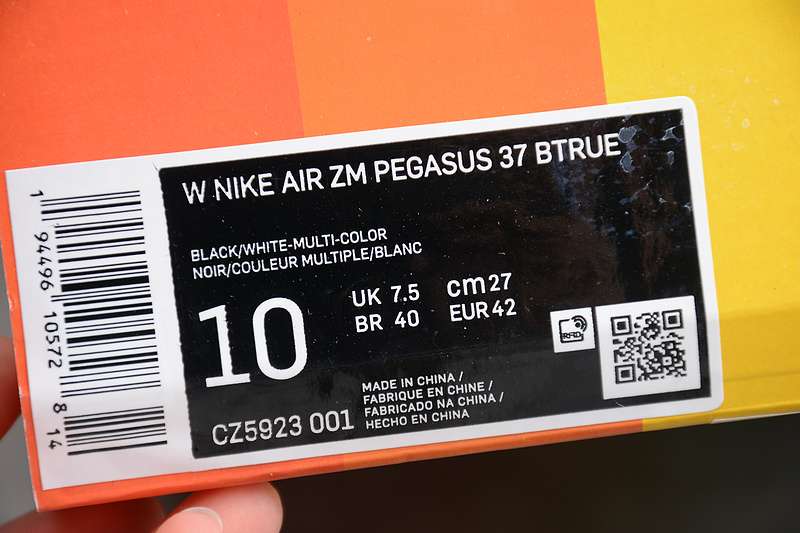 W NIKE AIR ZM PEGASUS 37 BTRUE
BLACK/WHITE-MULTI-COLOR
NOIR/COULEUR MULTIPLE/BLANC
10
UK 7.5
cm 27
BR 40
EUR 42
RFID
CZ5923 001
MADE IN CHINA /
FABRIQUE EN CHINE /
FABRICADO NA CHINA /
HECHO EN CHINA
1 94496 10572 8 14